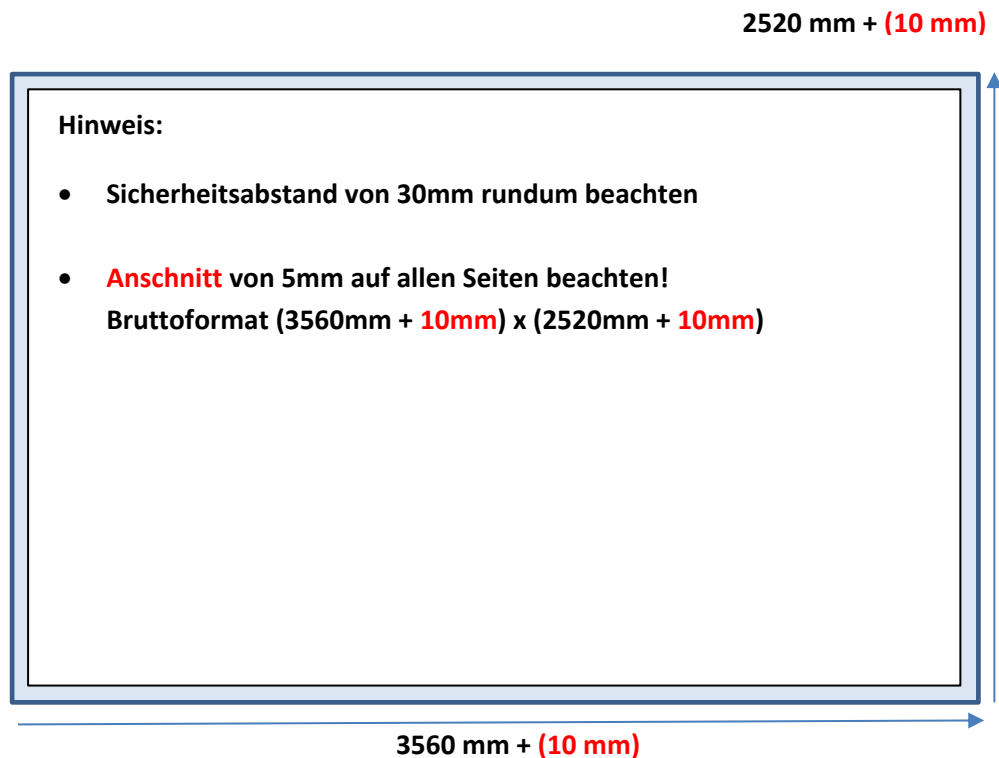 2520 mm + (10 mm)
Hinweis:
• Sicherheitsabstand von 30mm rundum beachten
• Anschnitt von 5mm auf allen Seiten beachten!
Bruttoformat (3560mm + 10mm) x (2520mm + 10mm)
3560 mm + (10 mm)